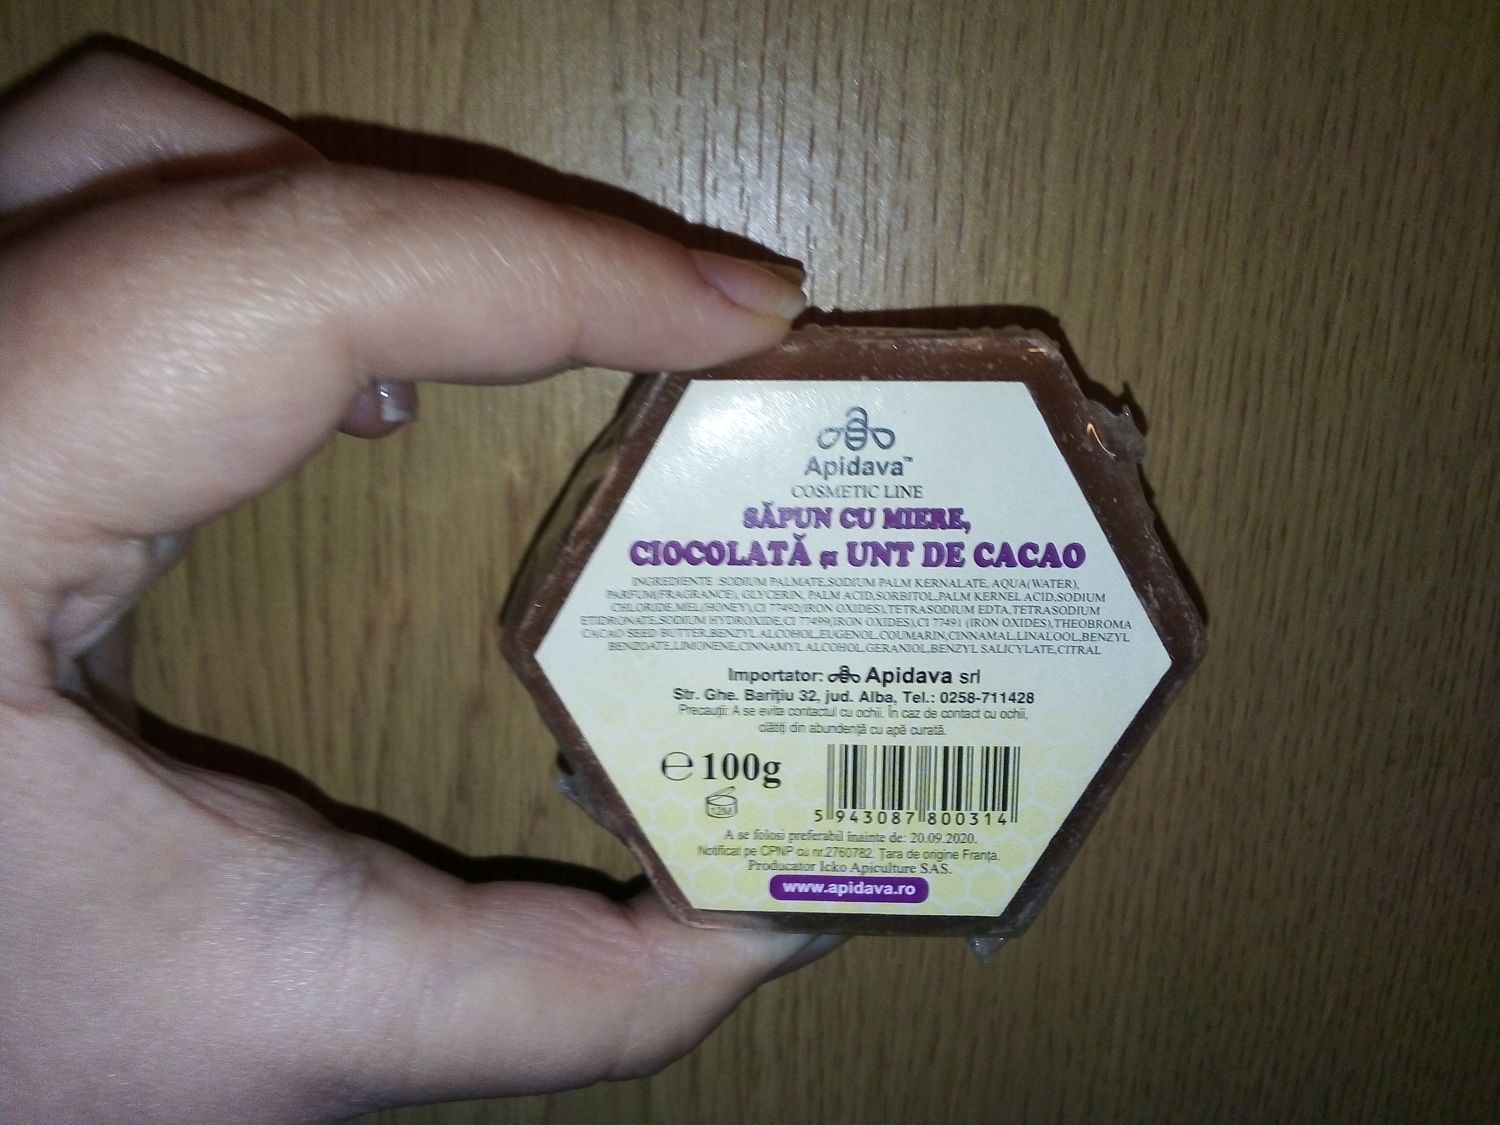 Apidava™
COSMETIC LINE
SĂPUN CU MIERE,
CIOCOLATĂ și UNT DE CACAO
INGREDIENTE :SODIUM PALMATE,SODIUM PALM KERNALATE, AQUA(WATER),
PARFUM(FRAGRANCE), GLYCERIN, PALM ACID,SORBITOL,PALM KERNEL ACID,SODIUM
CHLORIDE,MEL(HONEY),CI 77492(IRON OXIDES),TETRASODIUM EDTA,TETRASODIUM
ETIDRONATE,SODIUM HYDROXIDE,CI 77499(IRON OXIDES),CI 77491 (IRON OXIDES),THEOBROMA
CACAO SEED BUTTER,BENZYL ALCOHOL,EUGENOL,COUMARIN,CINNAMAL,LINALOOL,BENZYL
BENZOATE,LIMONENE,CINNAMYL ALCOHOL,GERANIOL,BENZYL SALICYLATE,CITRAL
Importator: Apidava srl
Str. Ghe. Barițiu 32, jud. Alba, Tel.: 0258-711428
Precauții: A se evita contactul cu ochii. În caz de contact cu ochii,
clătiți din abundență cu apă curată.
℮ 100g
12M
5 943087 800314
A se folosi preferabil înainte de: 20.09.2020.
Notificat pe CPNP cu nr.2760782. Țara de origine Franța.
Producator Icko Apiculture SAS.
www.apidava.ro